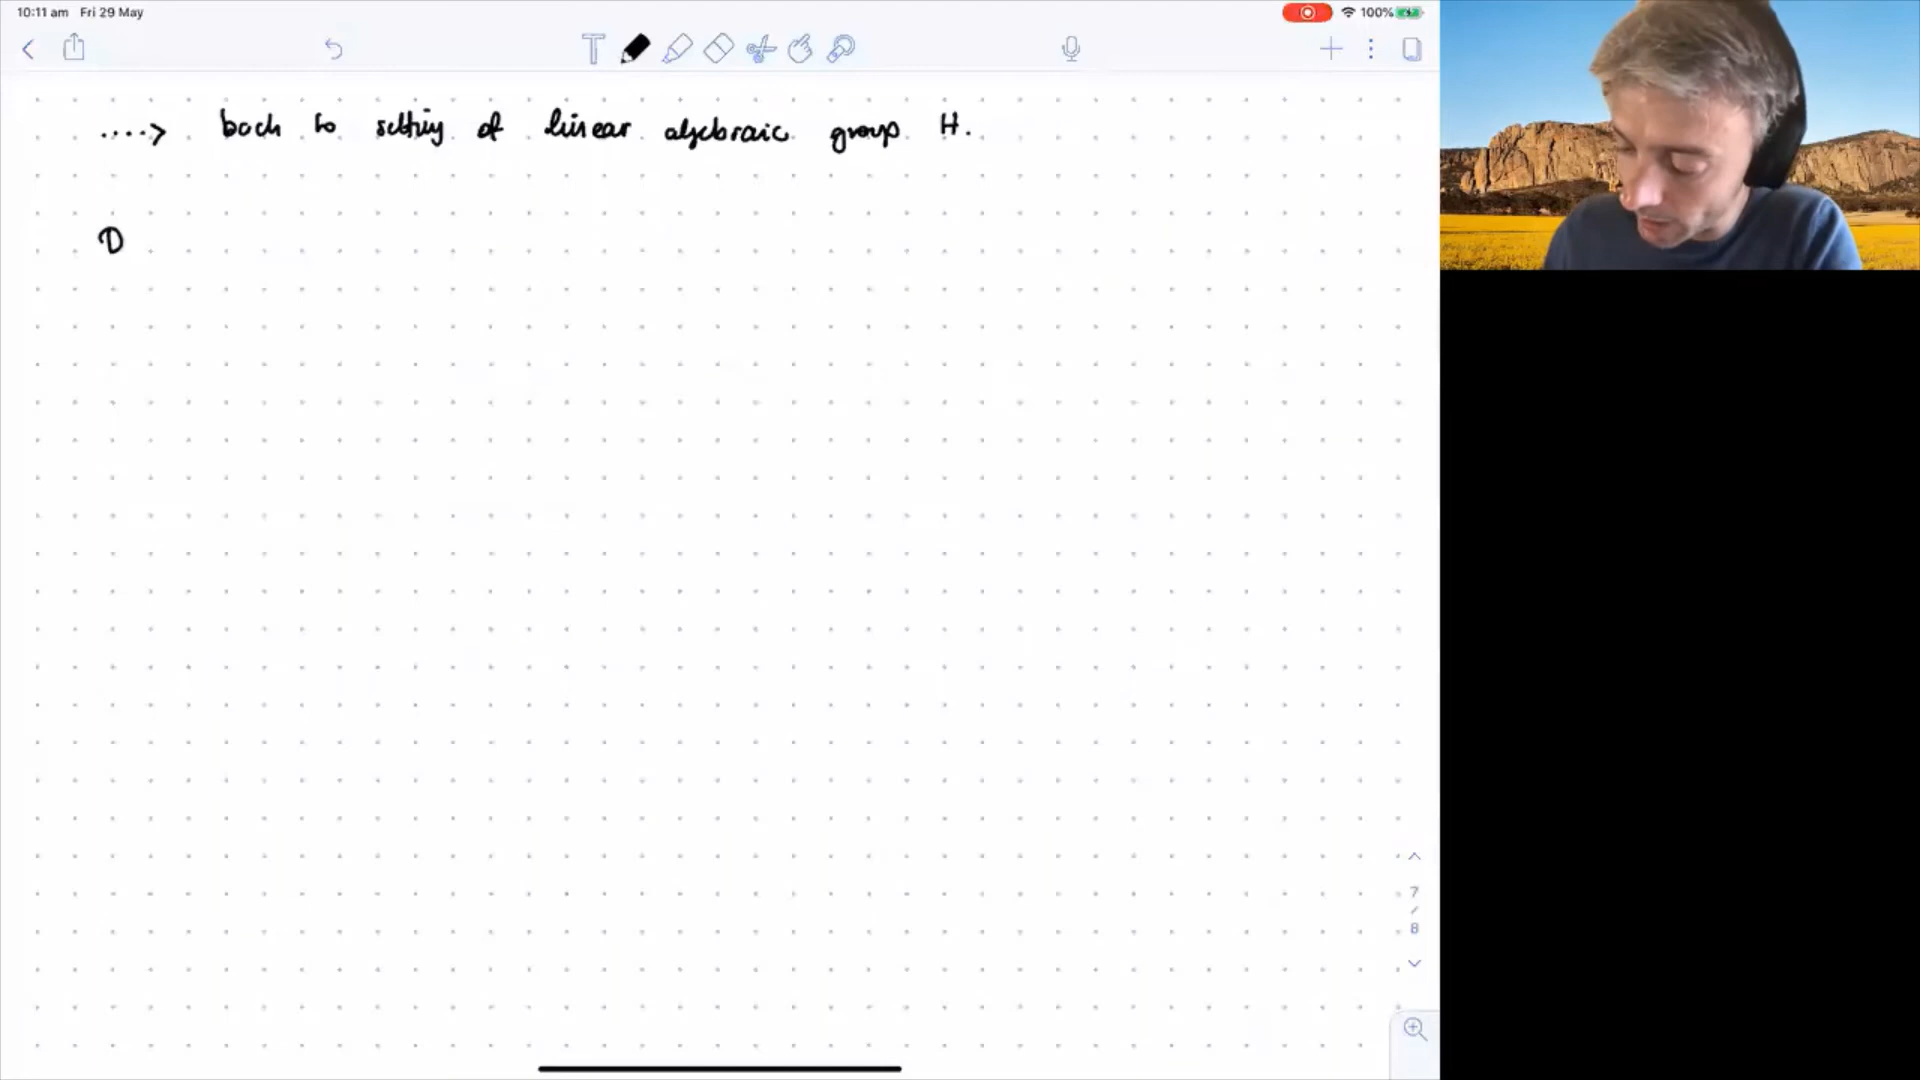 10:11 am Fri 29 May
100%
....> back to setting of linear algebraic group H.
D
7
/
8